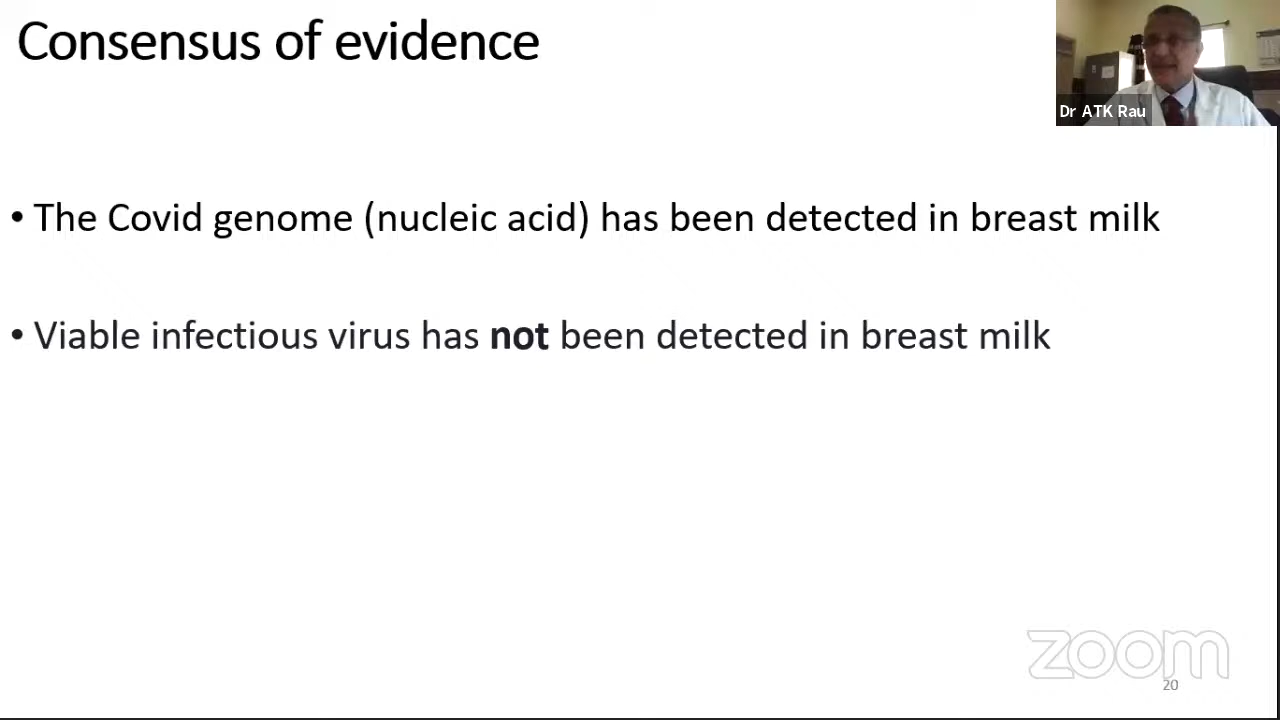 Consensus of evidence
Dr ATK Rau
• The Covid genome (nucleic acid) has been detected in breast milk
• Viable infectious virus has not been detected in breast milk
zoom
20